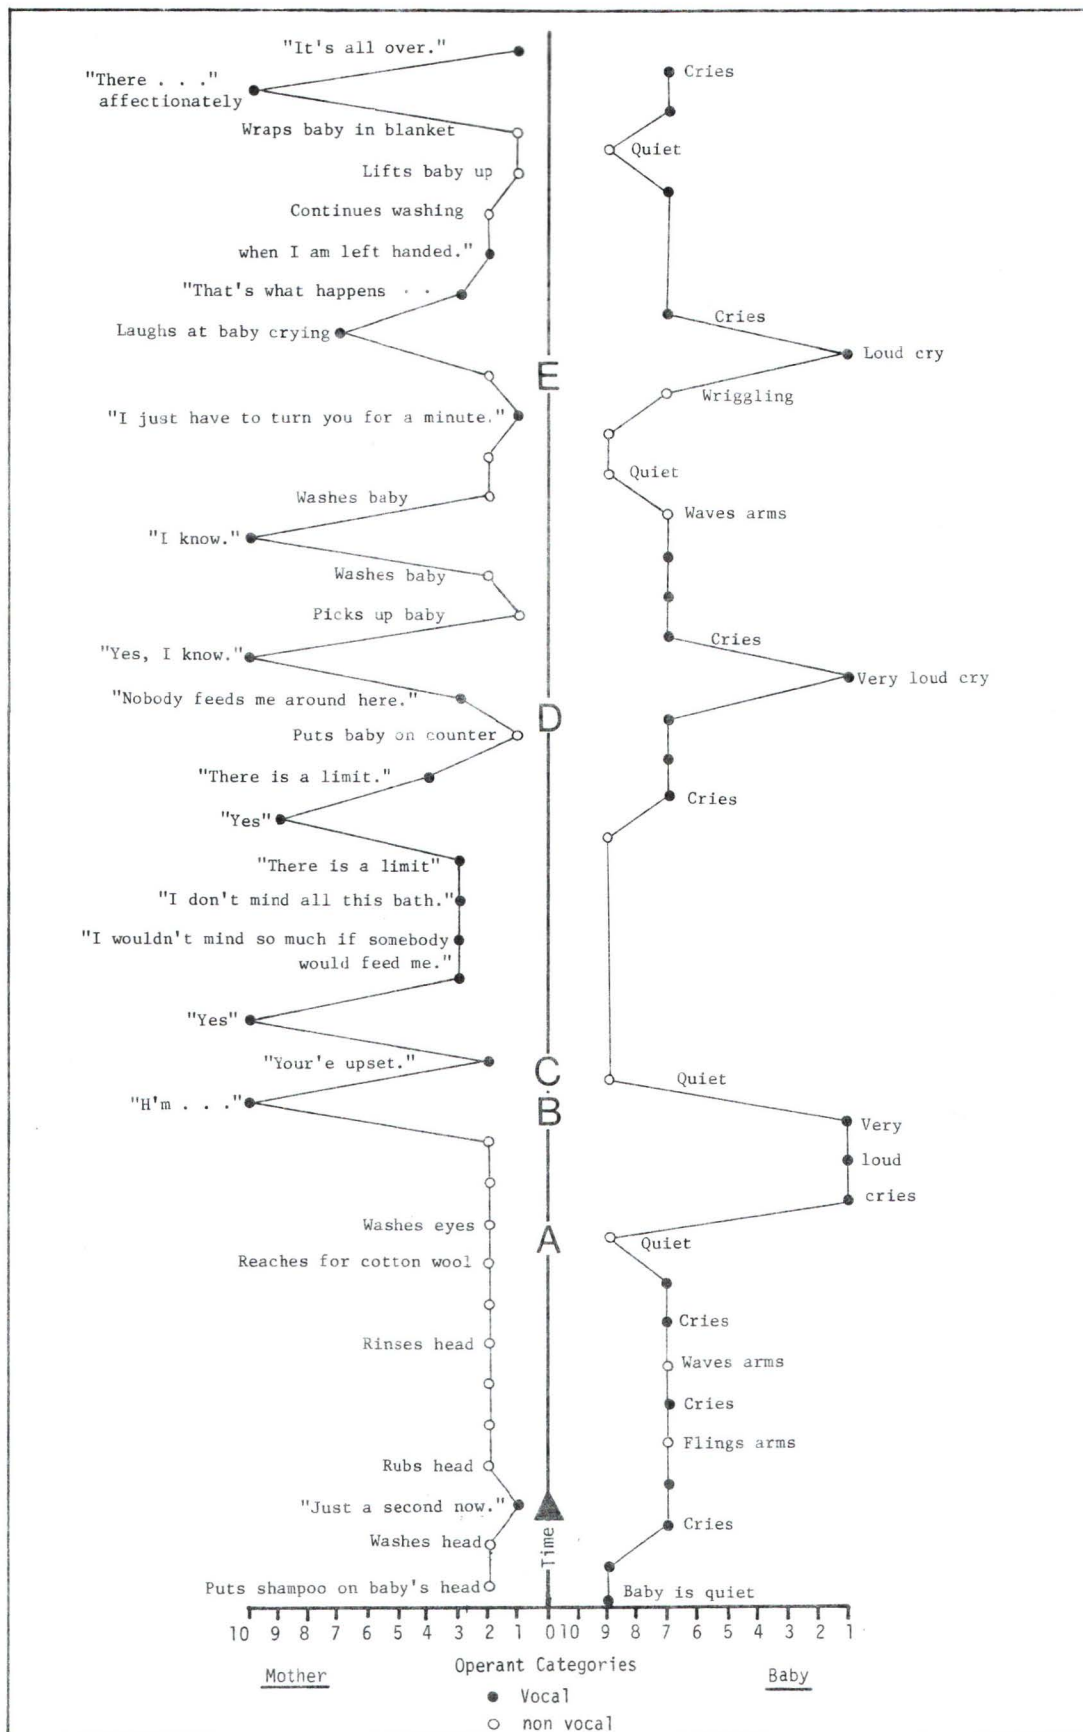 "It's all over."
Cries
"There . . ."
affectionately
Wraps baby in blanket
Quiet
Lifts baby up
Continues washing
when I am left handed."
"That's what happens . .
Cries
Laughs at baby crying
Loud cry
E
Wriggling
"I just have to turn you for a minute."
Quiet
Washes baby
Waves arms
"I know."
Washes baby
Picks up baby
Cries
"Yes, I know."
Very loud cry
"Nobody feeds me around here."
D
Puts baby on counter
"There is a limit."
Cries
"Yes"
"There is a limit"
"I don't mind all this bath."
"I wouldn't mind so much if somebody
would feed me."
"Yes"
"Your'e upset."
C
Quiet
"H'm . . ."
B
Very
loud
cries
Washes eyes
A
Quiet
Reaches for cotton wool
Cries
Rinses head
Waves arms
Cries
Flings arms
Rubs head
"Just a second now."
Cries
Washes head
Time
Puts shampoo on baby's head
Baby is quiet
10 9 8 7 6 5 4 3 2 1 0 10 9 8 7 6 5 4 3 2 1
Operant Categories
Mother
Baby
Vocal
non vocal